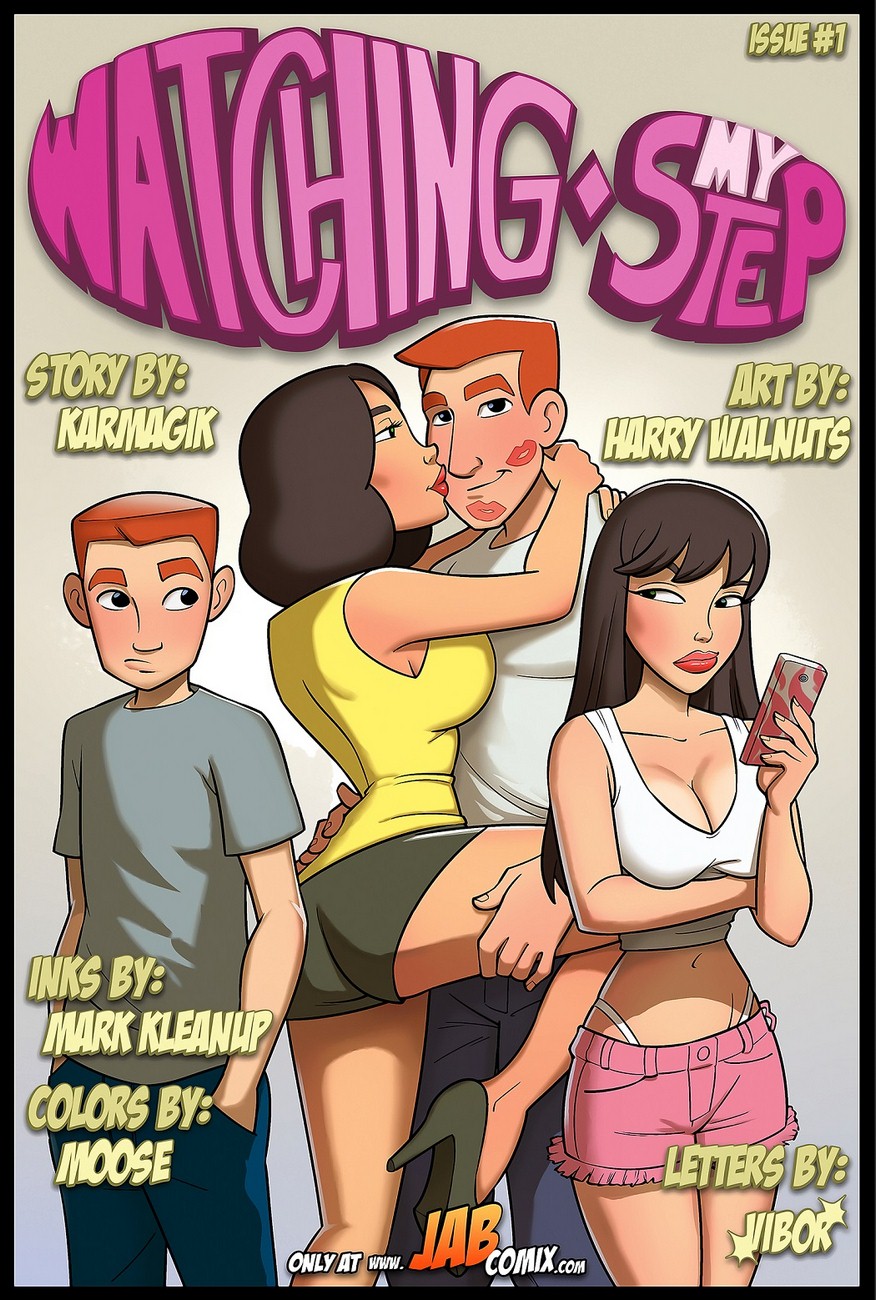 ISSUE #1
WATCHING • MY STEP
STORY BY:
KARMAGIK
ART BY:
HARRY WALNUTS
INKS BY:
MARK KLEANUP
COLORS BY:
MOOSE
LETTERS BY:
VIBOR
ONLY AT WWW. JAB COMIX.COM